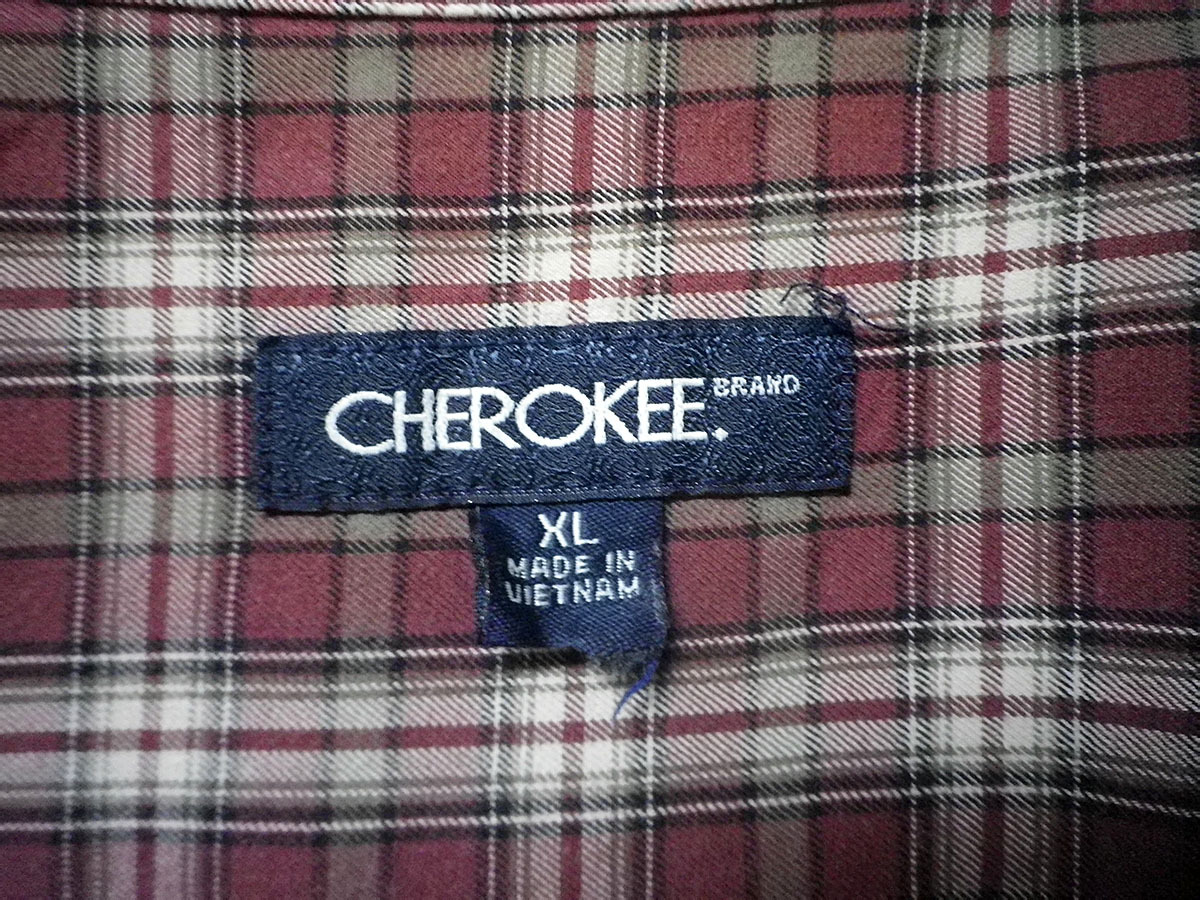 CHEROKEE. BRAND
XL
MADE IN
VIETNAM